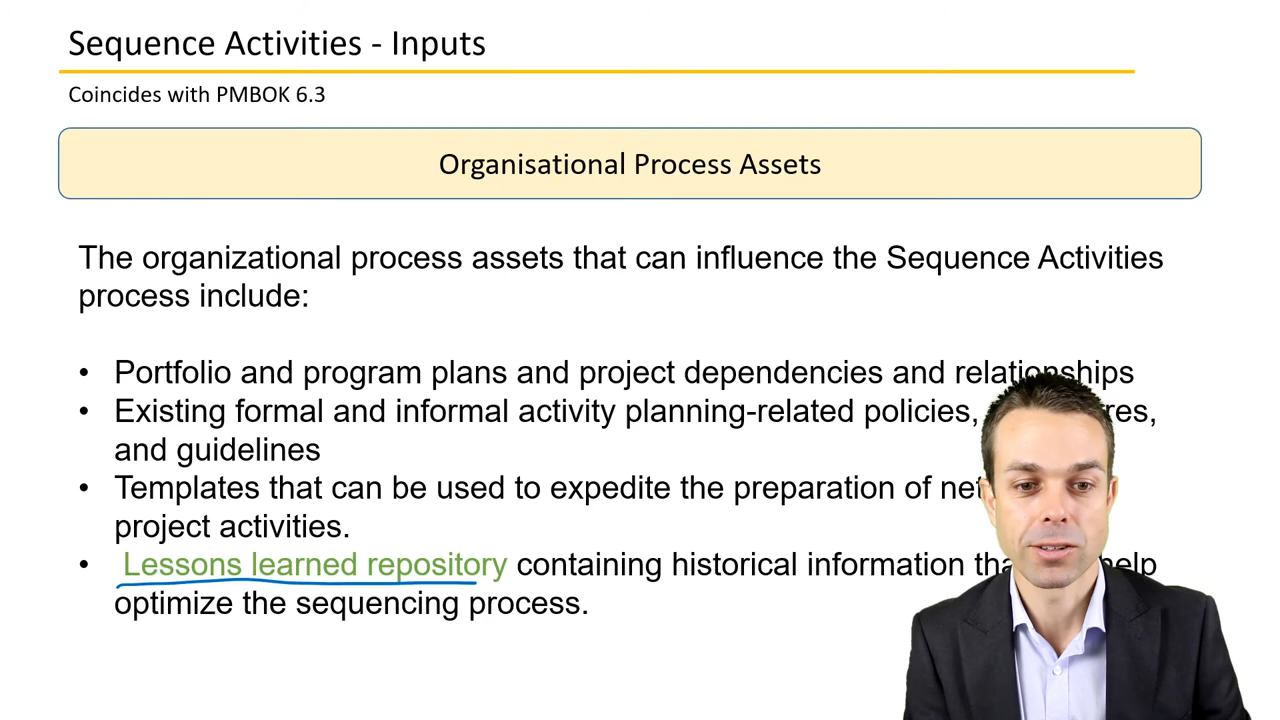 Sequence Activities - Inputs
Coincides with PMBOK 6.3
Organisational Process Assets
The organizational process assets that can influence the Sequence Activities
process include:
• Portfolio and program plans and project dependencies and relationships
• Existing formal and informal activity planning-related policies,
and guidelines
• Templates that can be used to expedite the preparation of
project activities.
• Lessons learned repository containing historical information help
optimize the sequencing process.